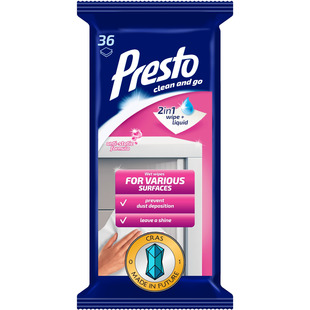 36
Presto
clean and go
2in1
wipe +
liquid
anti-static
formula
Wet wipes
FOR VARIOUS
SURFACES
prevent
dust deposition
leave a shine
CRAS
MADE IN FUTURE